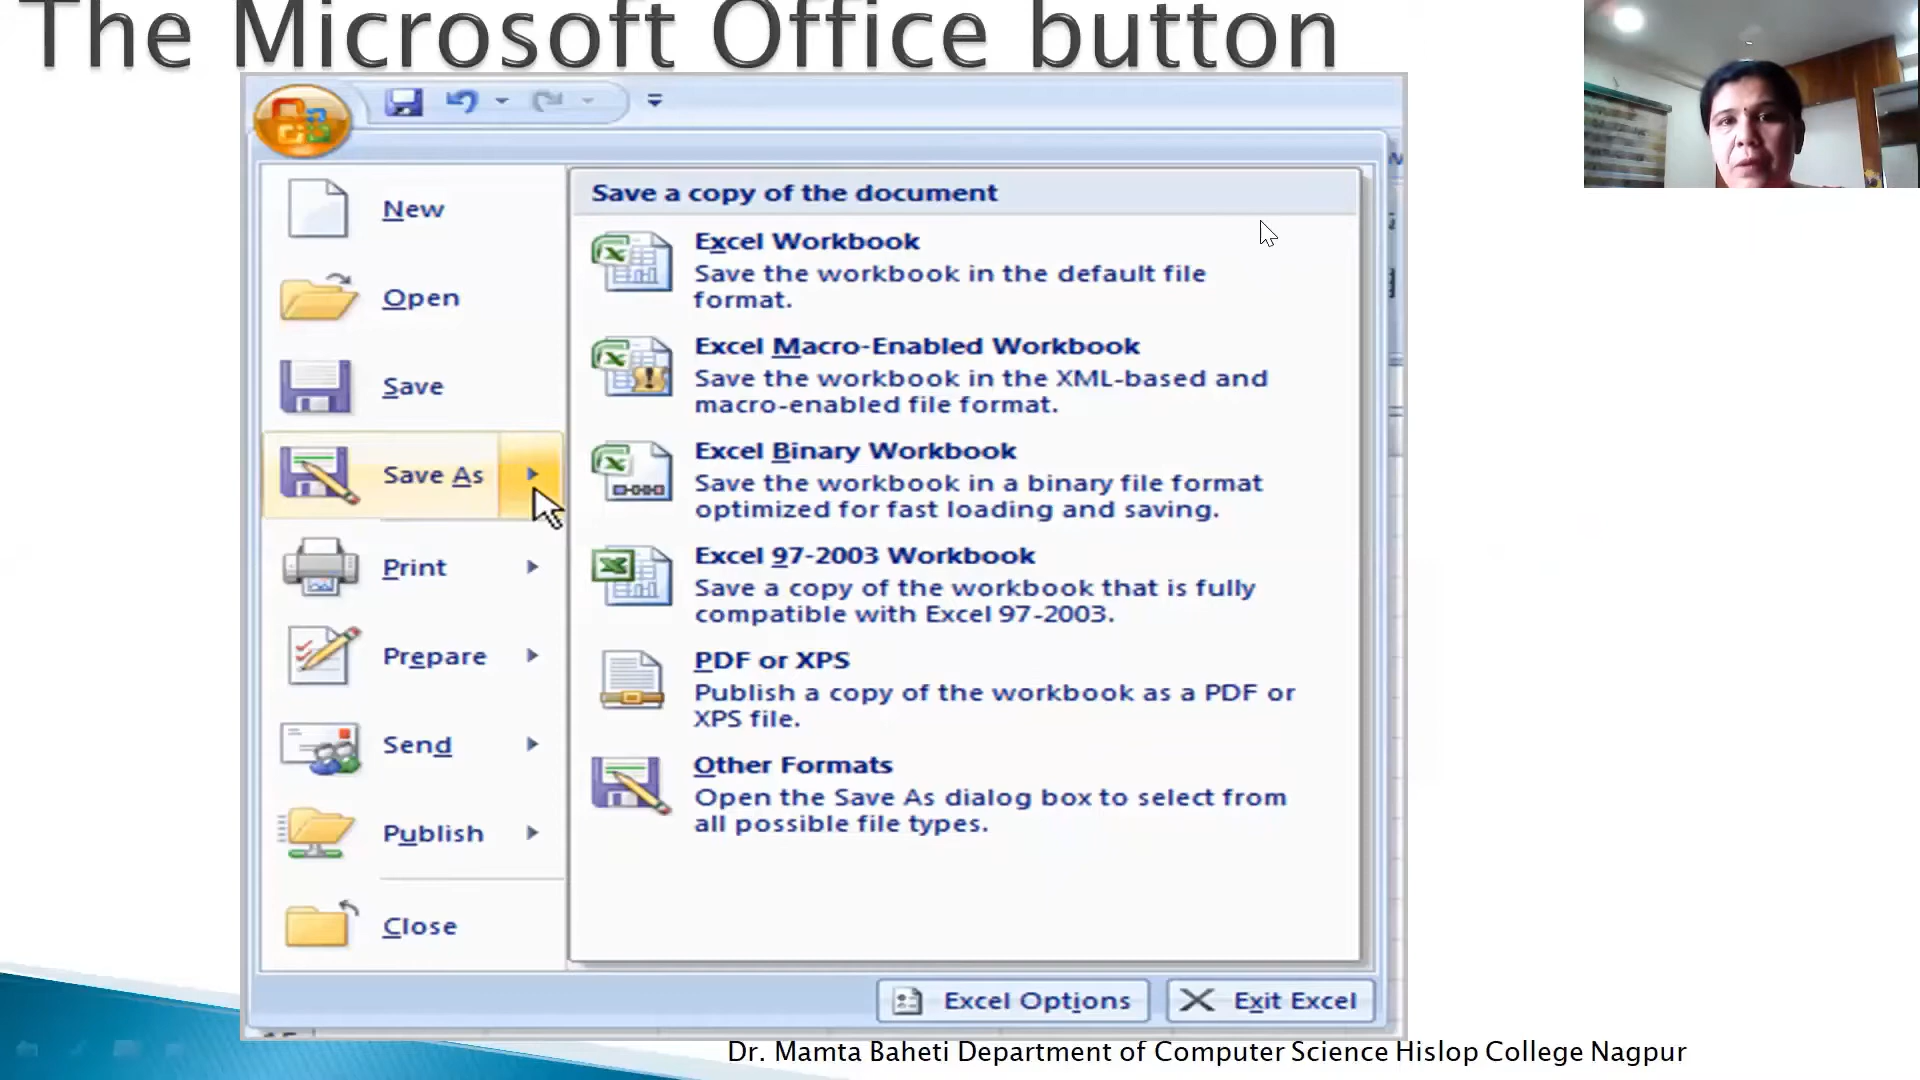 The Microsoft Office button
New
Open
Save
Save As
Print
Prepare
Send
Publish
Close
Save a copy of the document
Excel Workbook
Save the workbook in the default file
format.
Excel Macro-Enabled Workbook
Save the workbook in the XML-based and
macro-enabled file format.
Excel Binary Workbook
Save the workbook in a binary file format
optimized for fast loading and saving.
Excel 97-2003 Workbook
Save a copy of the workbook that is fully
compatible with Excel 97-2003.
PDF or XPS
Publish a copy of the workbook as a PDF or
XPS file.
Other Formats
Open the Save As dialog box to select from
all possible file types.
Excel Options
Exit Excel
Dr. Mamta Baheti Department of Computer Science Hislop College Nagpur